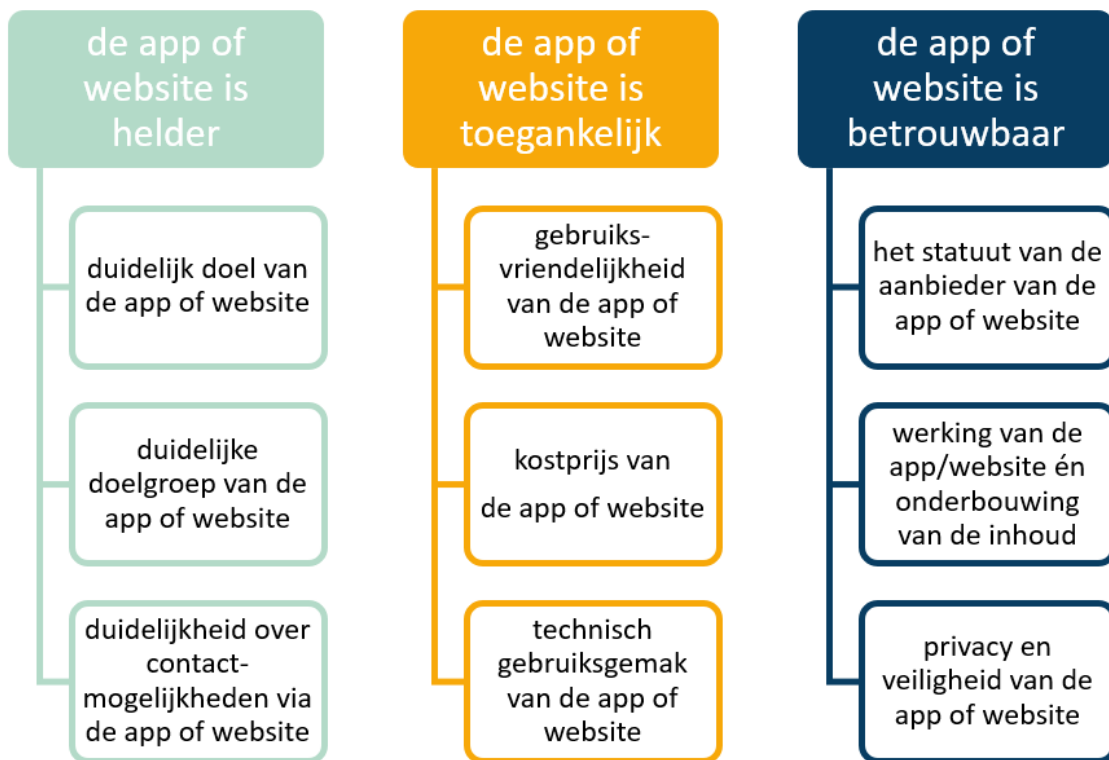 de app of
website is
helder
duidelijk doel van
de app of website
duidelijke
doelgroep van de
app of website
duidelijkheid over
contact-
mogelijkheden via
de app of website
de app of
website is
toegankelijk
gebruiks-
vriendelijkheid
van de app of
website
kostprijs van
de app of website
technisch
gebruiksgemak
van de app of
website
de app of
website is
betrouwbaar
het statuut van de
aanbieder van de
app of website
werking van de
app/website én
onderbouwing
van de inhoud
privacy en
veiligheid van de
app of website